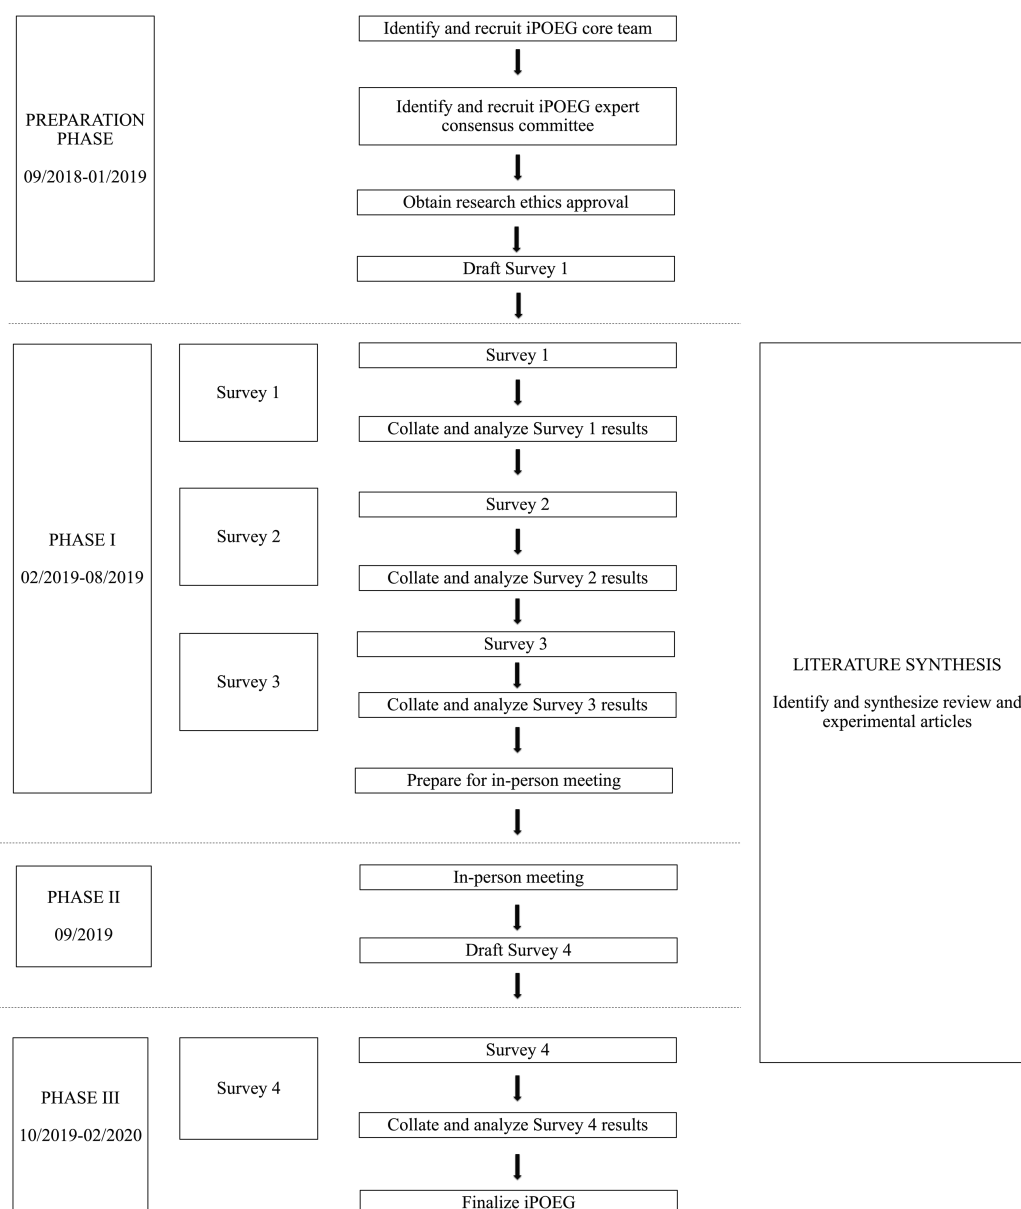 Identify and recruit iPOEG core team
PREPARATION
PHASE
09/2018-01/2019
Identify and recruit iPOEG expert
consensus committee
Obtain research ethics approval
Draft Survey 1
PHASE I
02/2019-08/2019
Survey 1
Survey 1
Collate and analyze Survey 1 results
Survey 2
Survey 2
Collate and analyze Survey 2 results
Survey 3
Survey 3
Collate and analyze Survey 3 results
Prepare for in-person meeting
LITERATURE SYNTHESIS
Identify and synthesize review and
experimental articles
PHASE II
09/2019
In-person meeting
Draft Survey 4
PHASE III
10/2019-02/2020
Survey 4
Survey 4
Collate and analyze Survey 4 results
Finalize iPOEG